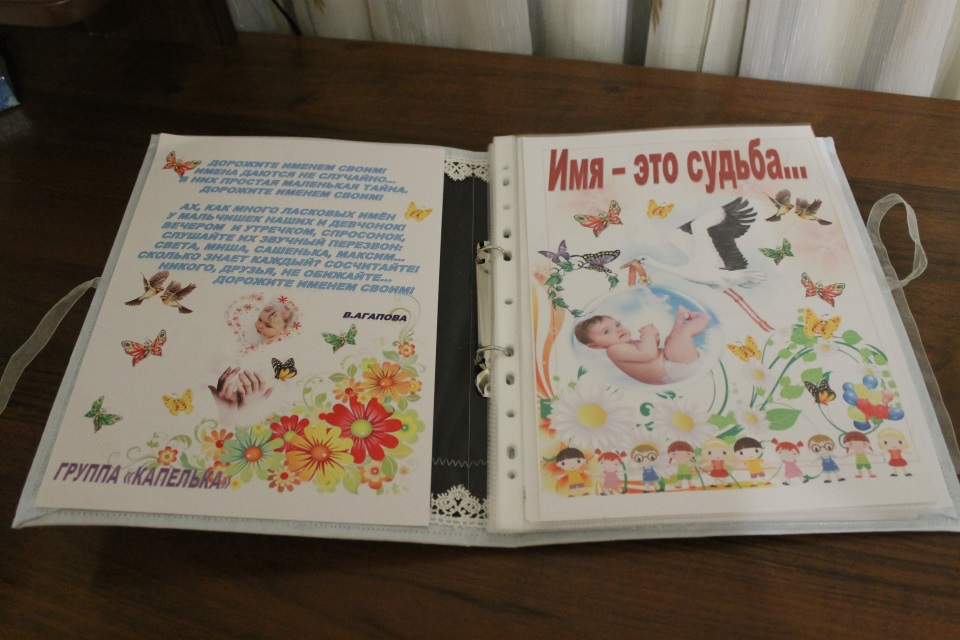 ДОРОЖИТЕ ИМЕНЕМ СВОИМ!
ИМЕНА ДАЮТСЯ НЕ СЛУЧАЙНО...
В НИХ ПРОСТАЯ МАЛЕНЬКАЯ ТАЙНА.
ДОРОЖИТЕ ИМЕНЕМ СВОИМ!
АХ, КАК МНОГО ЛАСКОВЫХ ИМЁН
У МАЛЬЧИШЕК НАШИХ И ДЕВЧОНОК!
ВЕЧЕРОМ И УТРЕЧКОМ, СПРОСОНОК,
СЛУШАЙТЕ ИХ ЗВУЧНЫЙ ПЕРЕЗВОН:
СВЕТА, МИША, САШЕНЬКА, МАКСИМ...
СКОЛЬКО ЗНАЕТ КАЖДЫЙ? СОСЧИТАЙТЕ!
НИКОГО, ДРУЗЬЯ, НЕ ОБИЖАЙТЕ...
ДОРОЖИТЕ ИМЕНЕМ СВОИМ!
В.АГАПОВА
ГРУППА «КАПЕЛЬКА»
Имя – это судьба...